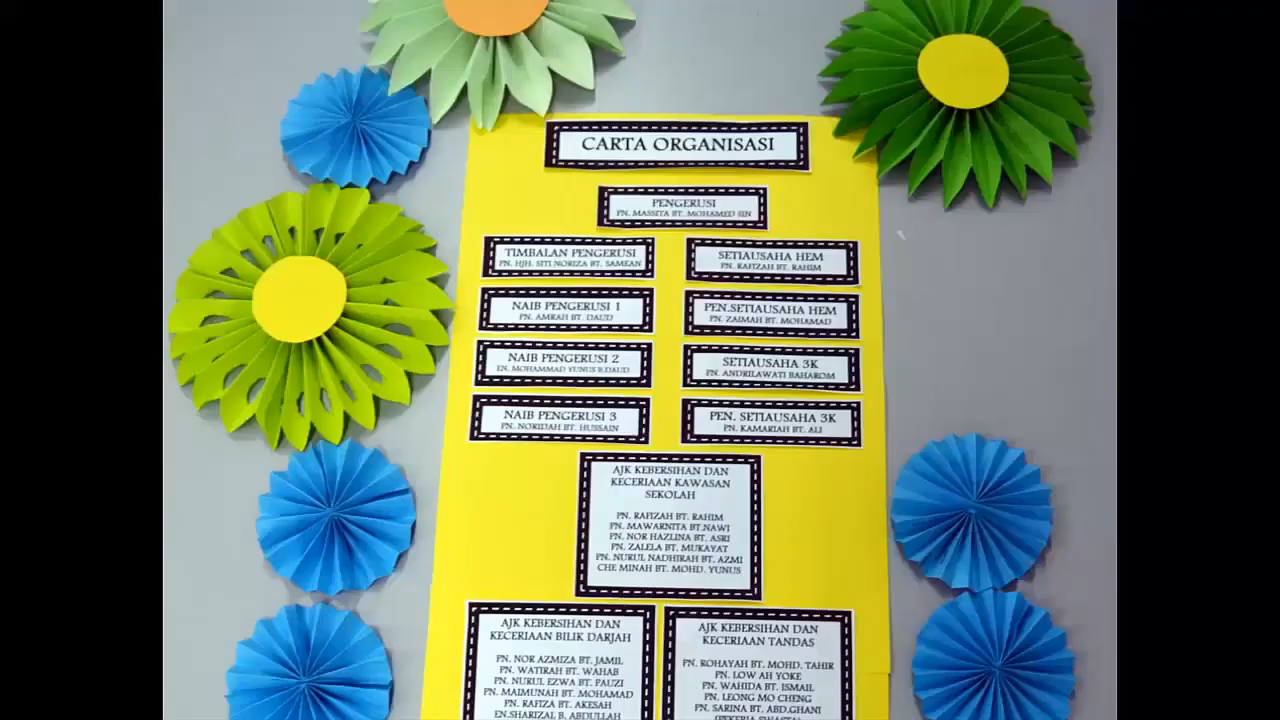 CARTA ORGANISASI
PENGERUSI
PN. MASSITA BT. MOHAMED SIN
TIMBALAN PENGERUSI
PN. HJH. SITI NORIZA BT. SAMEAN
SETIAUSAHA HEM
PN. RAFIZAH BT. RAHIM
NAIB PENGERUSI 1
PN. AMRAH BT. DAUD
PEN.SETIAUSAHA HEM
PN. ZAIMAH BT. MOHAMAD
NAIB PENGERUSI 2
EN. MOHAMMAD YUNUS B.DAUD
SETIAUSAHA 3K
PN. ANDRILAWATI BAHAROM
NAIB PENGERUSI 3
PN. NORIDAH BT. HUSSAIN
PEN. SETIAUSAHA 3K
PN. KAMARIAH BT. ALI
AJK KEBERSIHAN DAN
KECERIAAN KAWASAN
SEKOLAH
PN. RAFIZAH BT. RAHIM
PN. MAWARNITA BT.NAWI
PN. NOR HAZLINA BT. ASRI
PN. ZALELA BT. MUKAYAT
PN. NURUL NADHIRAH BT. AZMI
CHE MINAH BT. MOHD. YUNUS
AJK KEBERSIHAN DAN
KECERIAAN BILIK DARJAH
PN. NOR AZMIZA BT. JAMIL
PN. WATIRAH BT. WAHAB
PN. NURUL EZWA BT. PAUZI
PN. MAIMUNAH BT. MOHAMAD
PN. RAFIZA BT. AKESAH
EN.SHARIZAL B. ABDULLAH
AJK KEBERSIHAN DAN
KECERIAAN TANDAS
PN. ROHAYAH BT. MOHD. TAHIR
PN. LOW AH YOKE
PN. WAHIDA BT. ISMAIL
PN. LEONG MO CHENG
PN. SARINA BT. ABD.GHANI
(PEKERJA SWASTA)